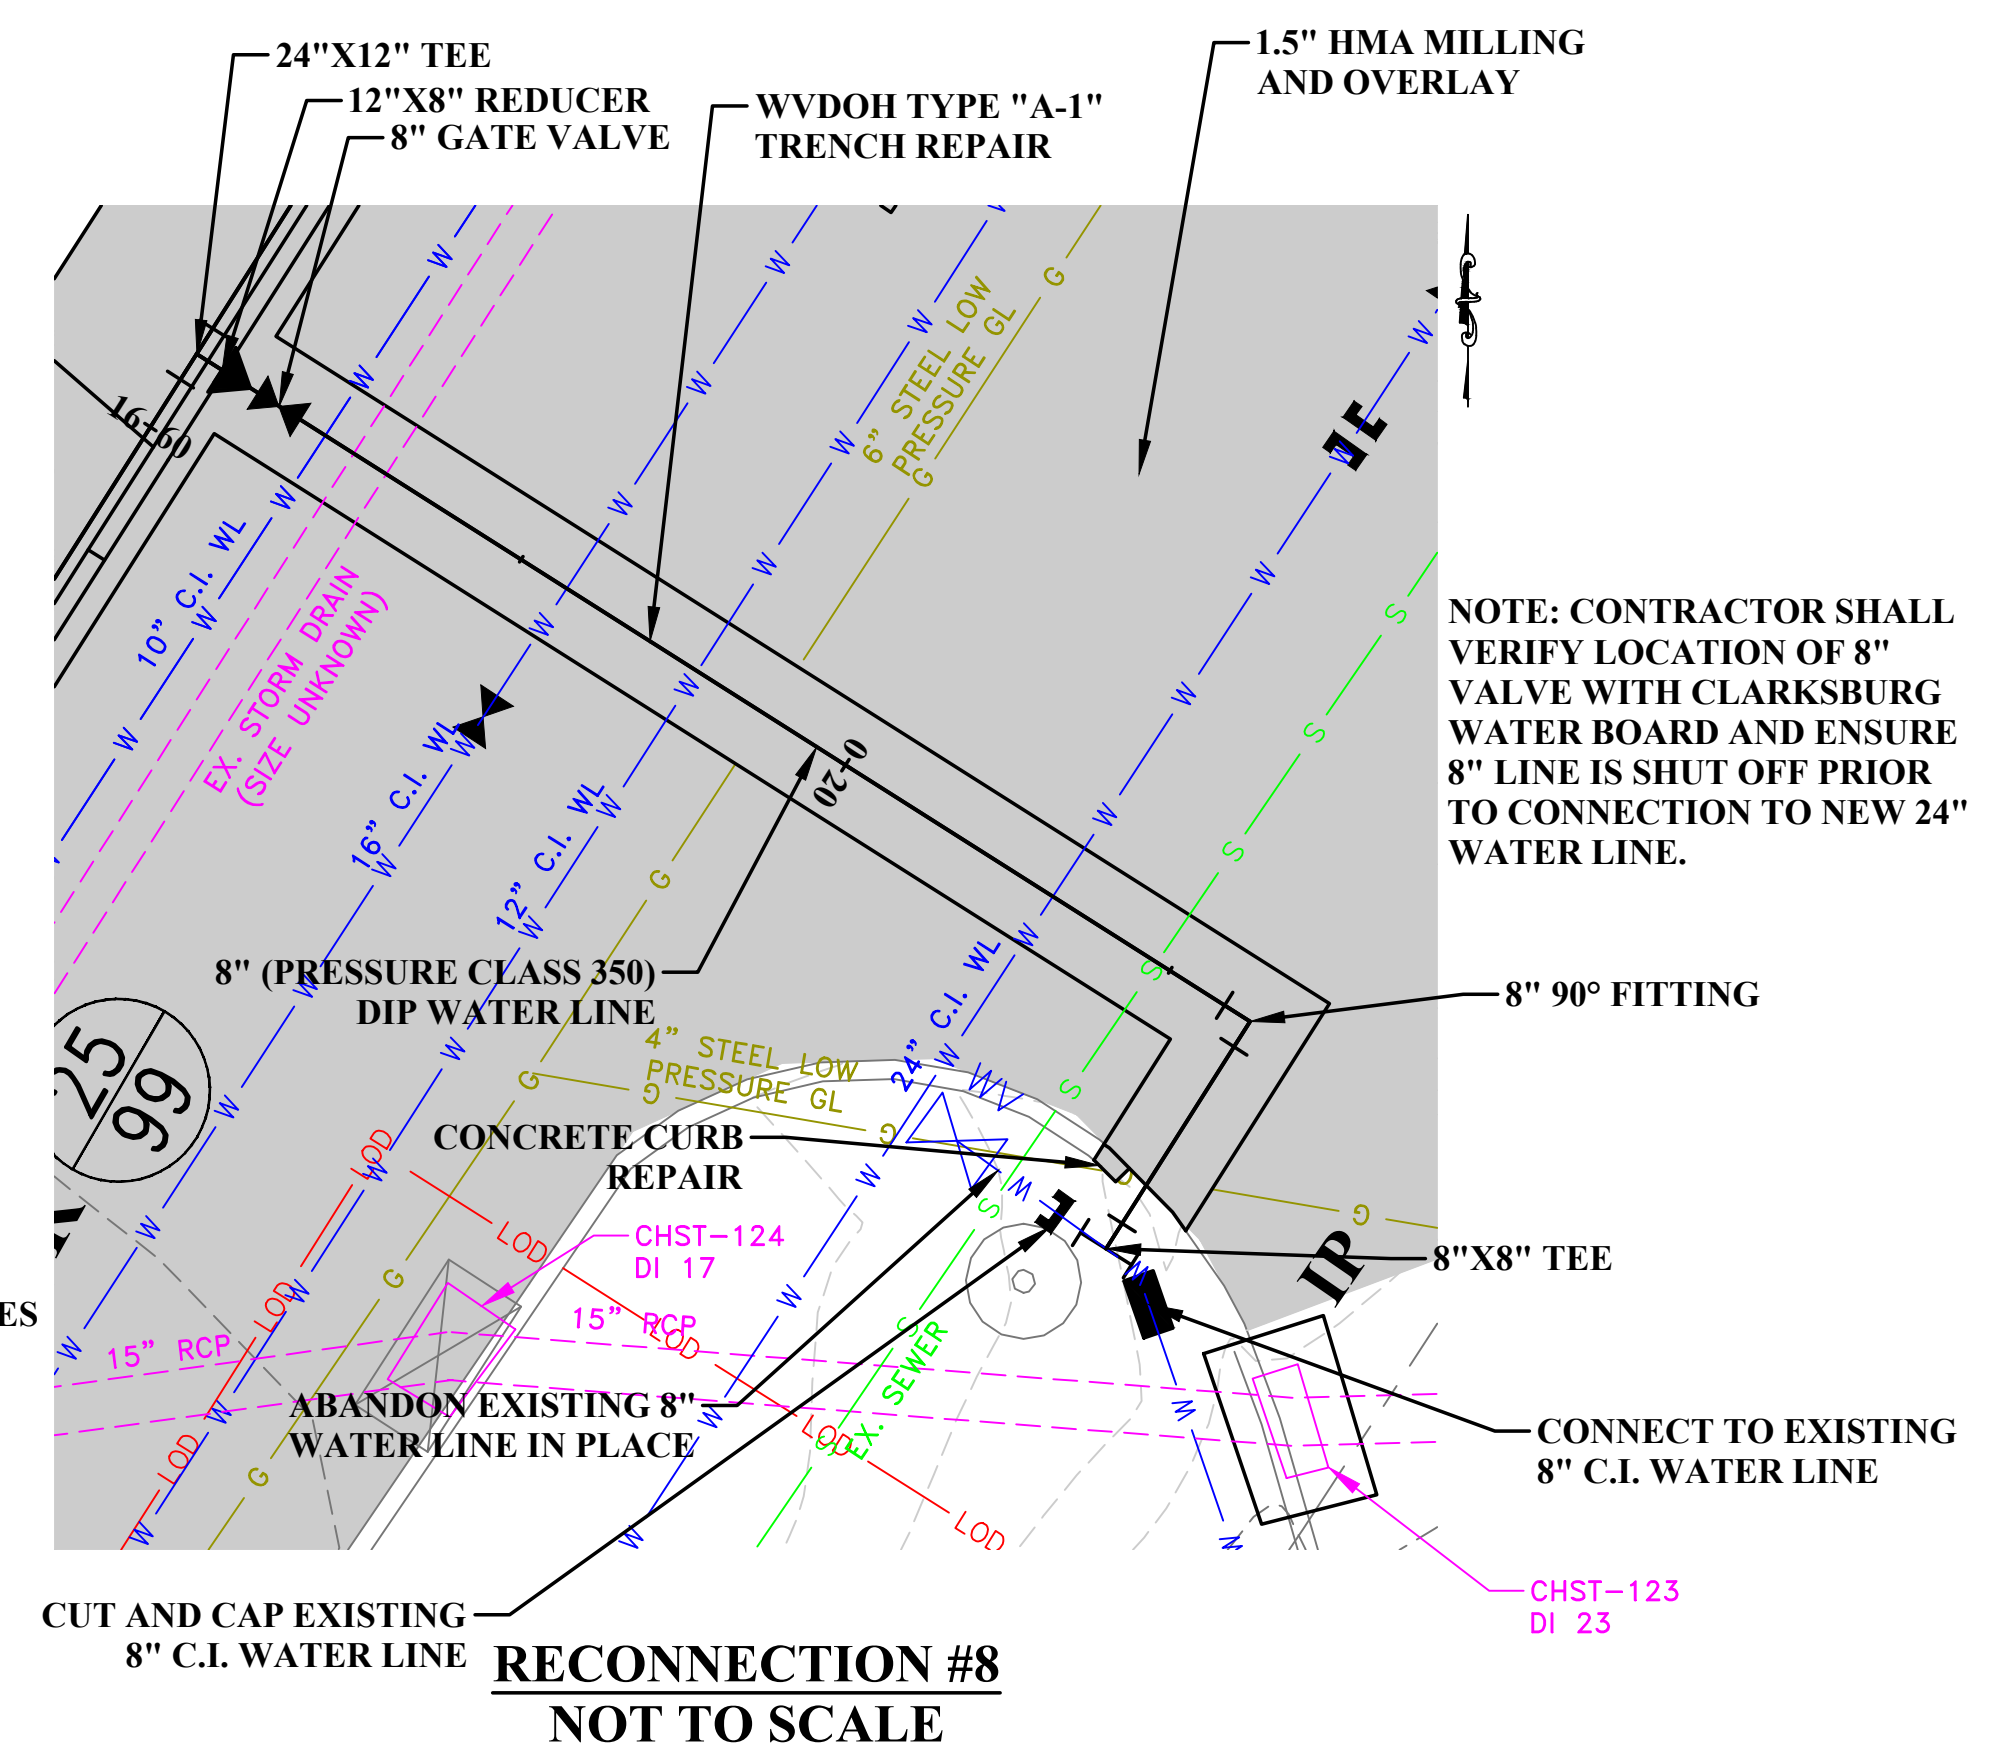 24"X12" TEE
12"X8" REDUCER
8" GATE VALVE
WVDOH TYPE "A-1"
TRENCH REPAIR
1.5" HMA MILLING
AND OVERLAY
16+60
6" STEEL LOW
PRESSURE GL
10" C.I. WL
EX. STORM DRAIN
(SIZE UNKNOWN)
16" C.I. WL
12" C.I. WL
0+20
NOTE: CONTRACTOR SHALL
VERIFY LOCATION OF 8"
VALVE WITH CLARKSBURG
WATER BOARD AND ENSURE
8" LINE IS SHUT OFF PRIOR
TO CONNECTION TO NEW 24"
WATER LINE.
8" (PRESSURE CLASS 350)
DIP WATER LINE
8" 90° FITTING
24" C.I. WL
4" STEEL LOW
PRESSURE GL
25
99
WV
CONCRETE CURB
REPAIR
CHST-124
DI 17
8"X8" TEE
IP
ES
15" RCP
15" RCP
LOD
LOD
LOD
LOD
LOD
LOD
LOD
EX. SEWER
ABANDON EXISTING 8"
WATER LINE IN PLACE
CONNECT TO EXISTING
8" C.I. WATER LINE
CHST-123
DI 23
CUT AND CAP EXISTING
8" C.I. WATER LINE
RECONNECTION #8
NOT TO SCALE